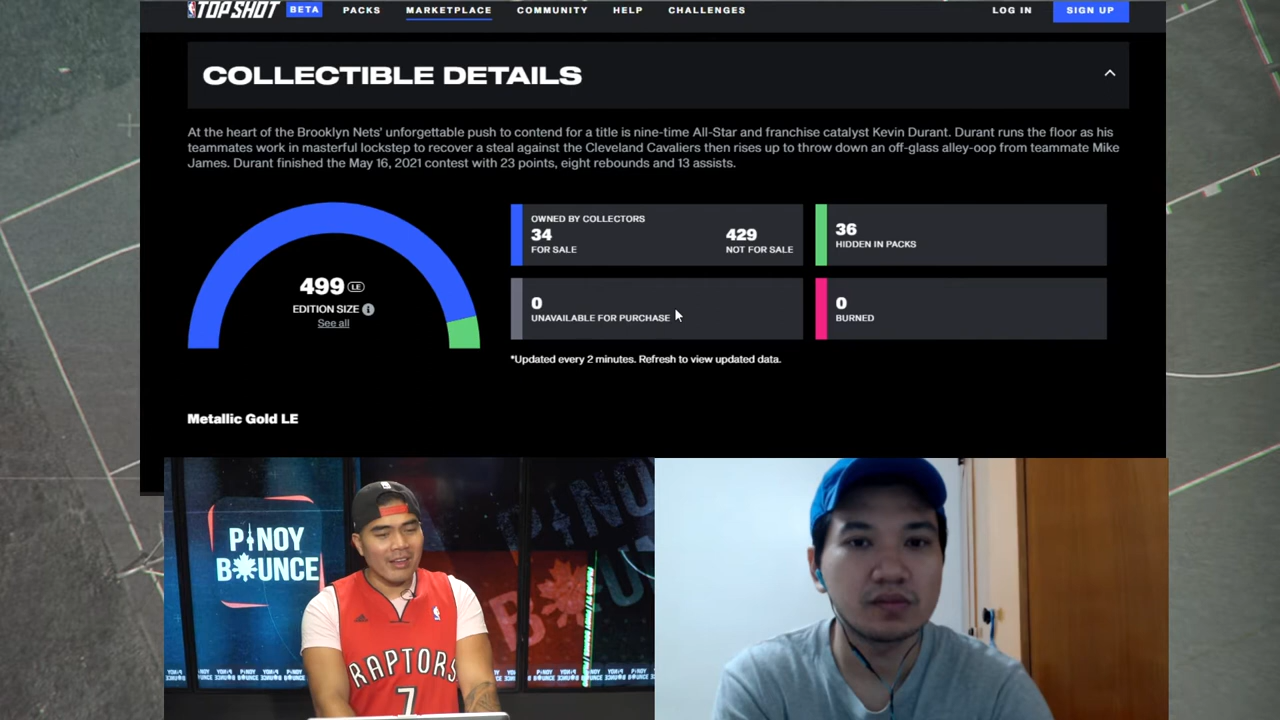 TOP SHOT BETA PACKS MARKETPLACE COMMUNITY HELP CHALLENGES LOG IN SIGN UP
COLLECTIBLE DETAILS
At the heart of the Brooklyn Nets' unforgettable push to contend for a title is nine-time All-Star and franchise catalyst Kevin Durant. Durant runs the floor as his
teammates work in masterful lockstep to recover a steal against the Cleveland Cavaliers then rises up to throw down an off-glass alley-oop from teammate Mike
James. Durant finished the May 16, 2021 contest with 23 points, eight rebounds and 13 assists.
499 LE
EDITION SIZE i
See all
OWNED BY COLLECTORS
34 429
FOR SALE NOT FOR SALE
36
HIDDEN IN PACKS
0
UNAVAILABLE FOR PURCHASE
0
BURNED
*Updated every 2 minutes. Refresh to view updated data.
Metallic Gold LE
PINOY
BOUNCE
RAPTORS
7